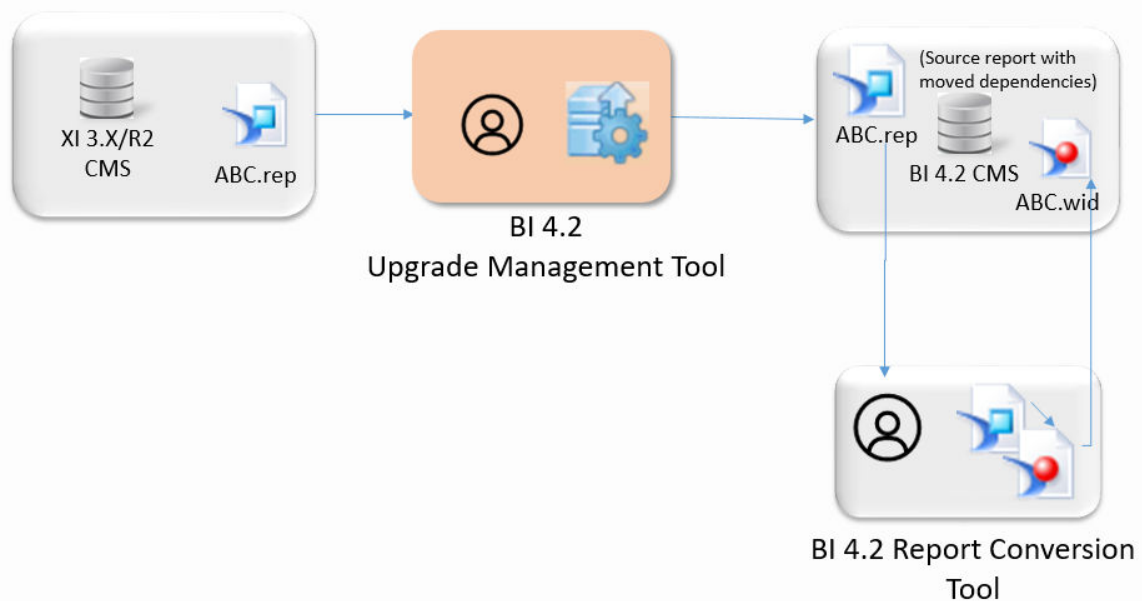 XI 3.X/R2
CMS
ABC.rep
BI 4.2
Upgrade Management Tool
(Source report with
moved dependencies)
ABC.rep
BI 4.2 CMS
ABC.wid
BI 4.2 Report Conversion
Tool